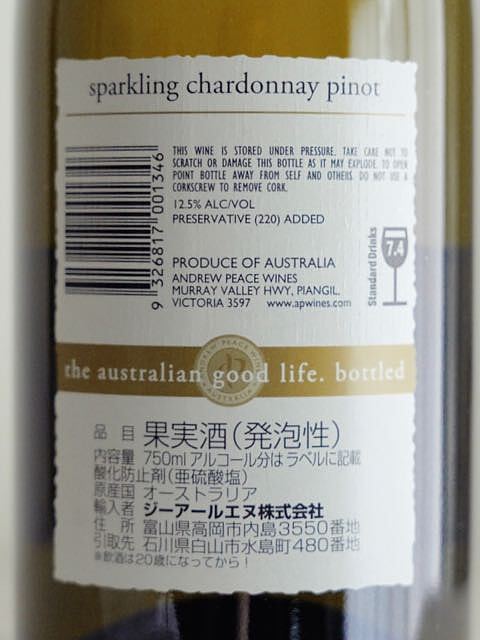 sparkling chardonnay pinot
THIS WINE IS STORED UNDER PRESSURE. TAKE CARE NOT TO
SCRATCH OR DAMAGE THIS BOTTLE AS IT MAY EXPLODE. TO OPEN
POINT BOTTLE AWAY FROM SELF AND OTHERS. DO NOT USE A
CORKSCREW TO REMOVE CORK.
12.5% ALC/VOL
PRESERVATIVE (220) ADDED
9 326817 001346
PRODUCE OF AUSTRALIA
ANDREW PEACE WINES
MURRAY VALLEY HWY, PIANGIL,
VICTORIA 3597 www.apwines.com
Standard Drinks
7.4
ANDREW PEACE WINES
AUSTRALIA
the australian good life. bottled
品 目 果実酒(発泡性)
内容量 750mlアルコール分はラベルに記載
酸化防止剤(亜硫酸塩)
原産国 オーストラリア
輸入者 ジーアールエヌ株式会社
住 所 富山県高岡市内島3550番地
引取先 石川県白山市水島町480番地
※飲酒は20歳になってから!